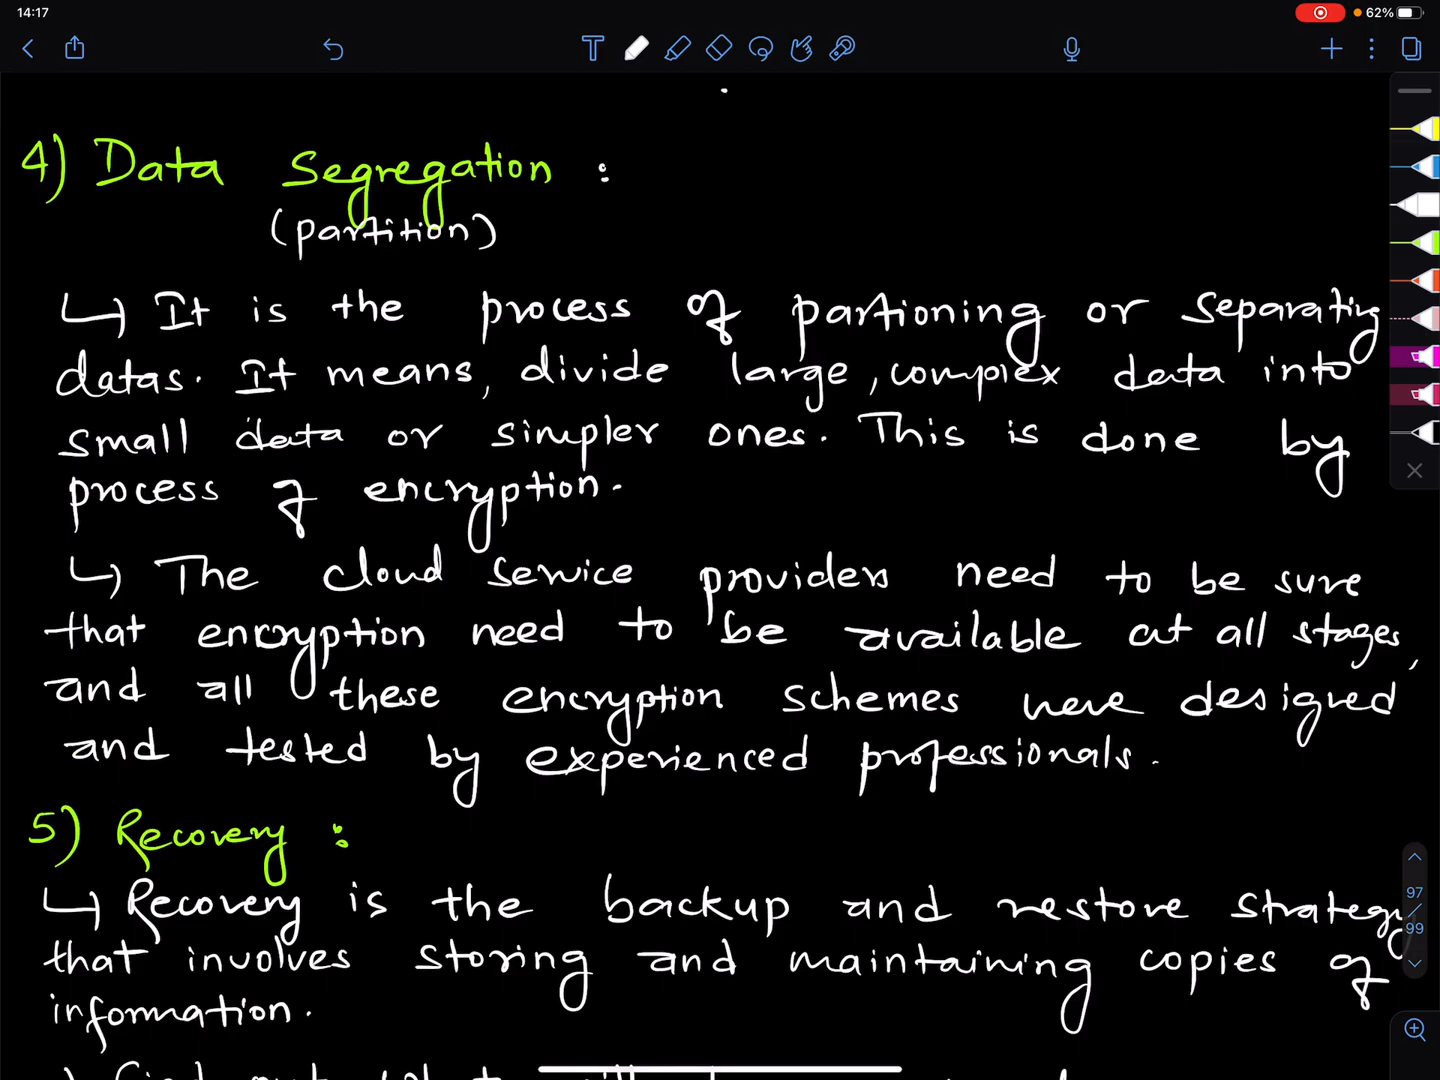 14:17
62%
4) Data Segregation :
(partition)
↳ It is the process of partioning or separating
datas. It means, divide large, complex data into
small data or simpler ones. This is done by
process of encryption.
↳ The cloud service providers need to be sure
that encryption need to be available at all stages,
and all these encryption schemes were designed
and tested by experienced professionals.
5) Recovery :
↳ Recovery is the backup and restore strategy
that involves storing and maintaining copies of
information.
97
99